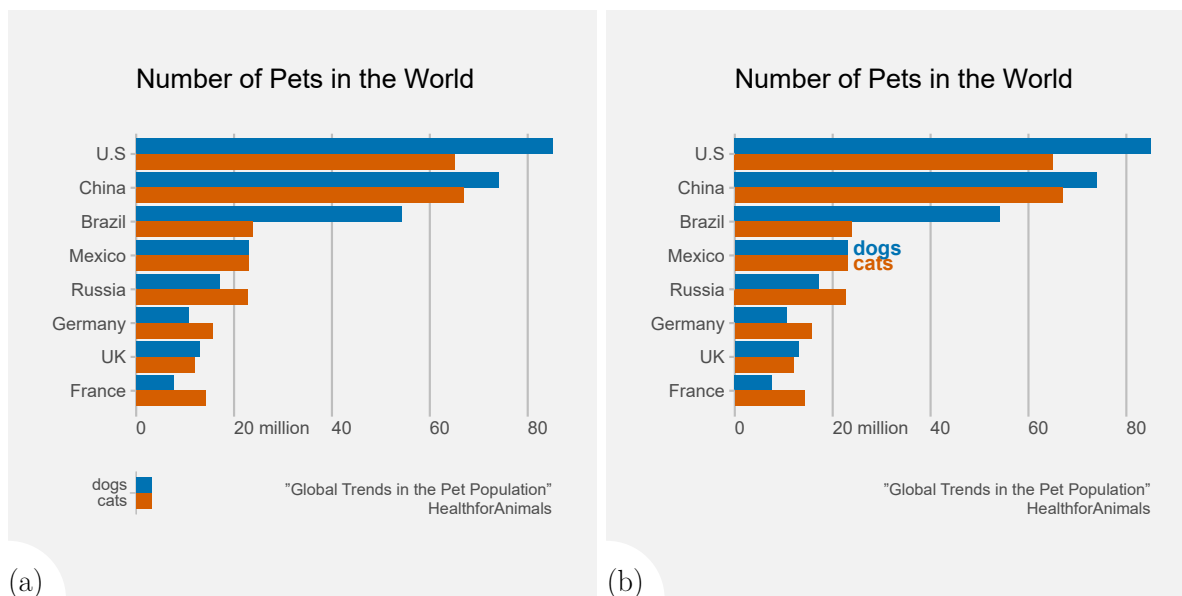 Number of Pets in the World
U.S
China
Brazil
Mexico
Russia
Germany
UK
France
0 20 million 40 60 80
dogs
cats
”Global Trends in the Pet Population”
HealthforAnimals
(a)
Number of Pets in the World
U.S
China
Brazil
Mexico
dogs
cats
Russia
Germany
UK
France
0 20 million 40 60 80
”Global Trends in the Pet Population”
HealthforAnimals
(b)